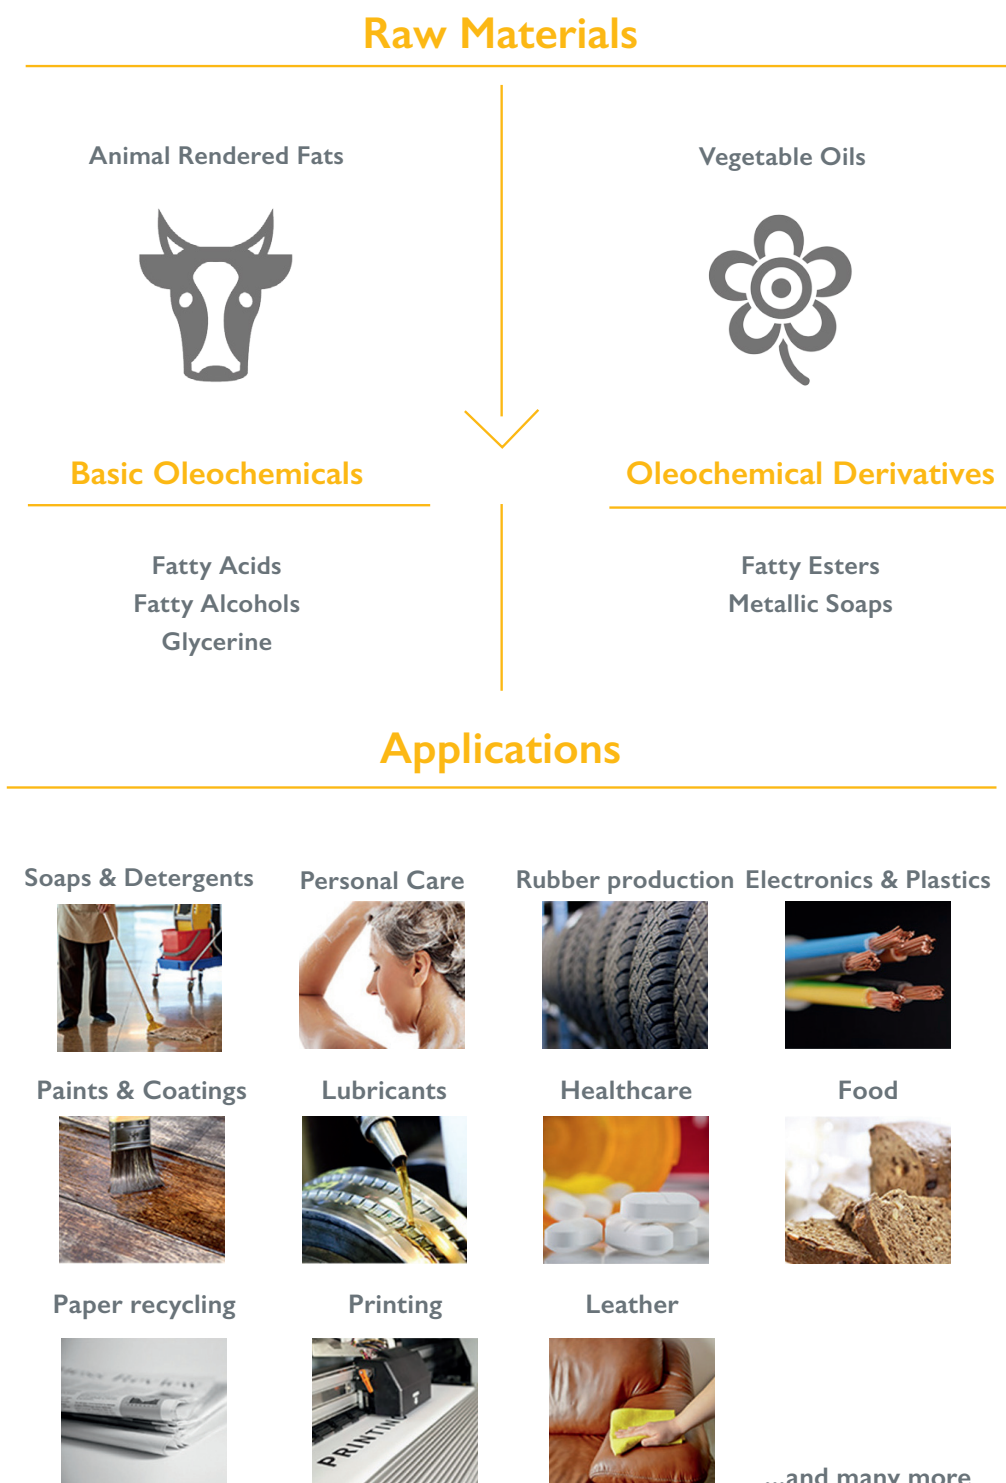 Raw Materials
Animal Rendered Fats
Vegetable Oils
Basic Oleochemicals
Oleochemical Derivatives
Fatty Acids
Fatty Alcohols
Glycerine
Fatty Esters
Metallic Soaps
Applications
Soaps & Detergents
Personal Care
Rubber production
Electronics & Plastics
Paints & Coatings
Lubricants
Healthcare
Food
Paper recycling
Printing
Leather
PRINTIN
...and many more